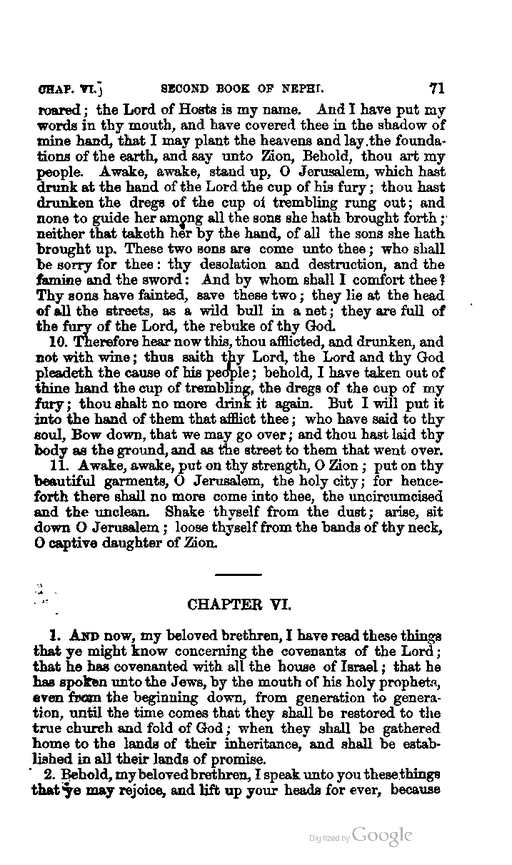 CHAP. VI.] SECOND BOOK OF NEPHI. 71
roared; the Lord of Hosts is my name. And I have put my
words in thy mouth, and have covered thee in the shadow of
mine hand, that I may plant the heavens and lay the founda-
tions of the earth, and say unto Zion, Behold, thou art my
people. Awake, awake, stand up, O Jerusalem, which hast
drunk at the hand of the Lord the cup of his fury; thou hast
drunken the dregs of the cup of trembling rung out; and
none to guide her among all the sons she hath brought forth;
neither that taketh her by the hand, of all the sons she hath
brought up. These two sons are come unto thee; who shall
be sorry for thee: thy desolation and destruction, and the
famine and the sword: And by whom shall I comfort thee?
Thy sons have fainted, save these two; they lie at the head
of all the streets, as a wild bull in a net; they are full of
the fury of the Lord, the rebuke of thy God.
10. Therefore hear now this, thou afflicted, and drunken, and
not with wine; thus saith thy Lord, the Lord and thy God
pleadeth the cause of his people; behold, I have taken out of
thine hand the cup of trembling, the dregs of the cup of my
fury; thou shalt no more drink it again. But I will put it
into the hand of them that afflict thee; who have said to thy
soul, Bow down, that we may go over; and thou hast laid thy
body as the ground, and as the street to them that went over.
11. Awake, awake, put on thy strength, O Zion; put on thy
beautiful garments, O Jerusalem, the holy city; for hence-
forth there shall no more come into thee, the uncircumcised
and the unclean. Shake thyself from the dust; arise, sit
down O Jerusalem; loose thyself from the bands of thy neck,
O captive daughter of Zion.
CHAPTER VI.
1. AND now, my beloved brethren, I have read these things
that ye might know concerning the covenants of the Lord;
that he has covenanted with all the house of Israel; that he
has spoken unto the Jews, by the mouth of his holy prophets,
even from the beginning down, from generation to genera-
tion, until the time comes that they shall be restored to the
true church and fold of God; when they shall be gathered
home to the lands of their inheritance, and shall be estab-
lished in all their lands of promise.
2. Behold, my beloved brethren, I speak unto you these things
that ye may rejoice, and lift up your heads for ever, because
Digitized by Google